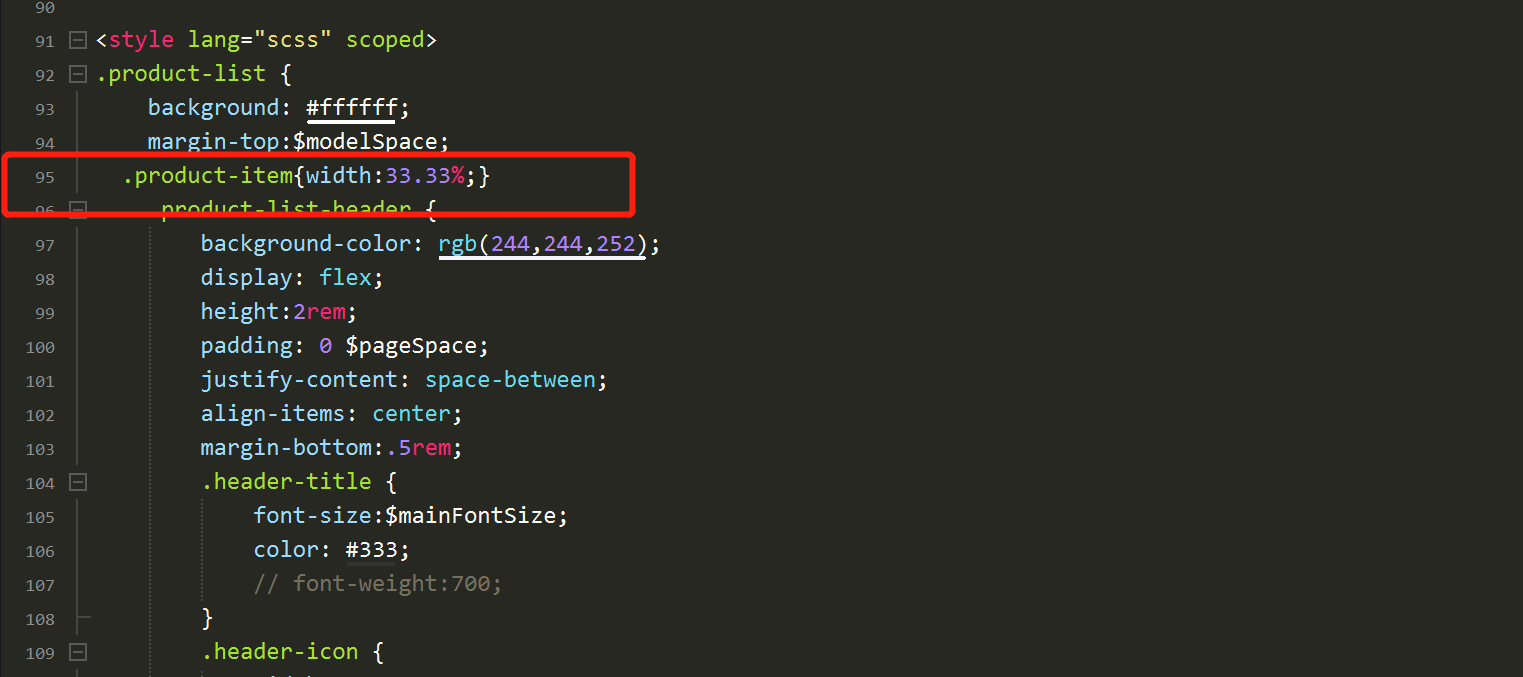 90
91 <style lang="scss" scoped>
92 .product-list {
93 background: #ffffff;
94 margin-top:$modelSpace;
95 .product-item{width:33.33%;}
96 product-list-header {
97 background-color: rgb(244,244,252);
98 display: flex;
99 height:2rem;
100 padding: 0 $pageSpace;
101 justify-content: space-between;
102 align-items: center;
103 margin-bottom:.5rem;
104 .header-title {
105 font-size:$mainFontSize;
106 color: #333;
107 // font-weight:700;
108 }
109 .header-icon {